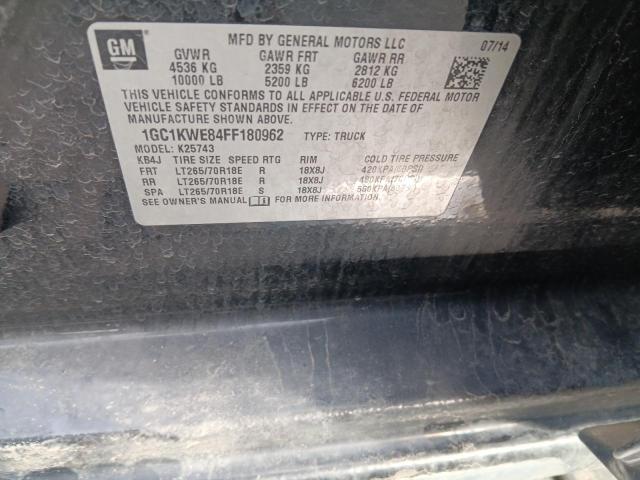 GM
MFD BY GENERAL MOTORS LLC 07/14
GVWR GAWR FRT GAWR RR
4536 KG 2359 KG 2812 KG
10000 LB 5200 LB 6200 LB
THIS VEHICLE CONFORMS TO ALL APPLICABLE U.S. FEDERAL MOTOR
VEHICLE SAFETY STANDARDS IN EFFECT ON THE DATE OF
MANUFACTURE SHOWN ABOVE.
1GC1KWE84FF180962 TYPE: TRUCK
MODEL: K25743
KB4J TIRE SIZE SPEED RTG RIM COLD TIRE PRESSURE
FRT LT265/70R18E R 18X8J 420KPA/60PSI
RR LT265/70R18E R 18X8J
SPA LT265/70R18E S 18X8J
SEE OWNER'S MANUAL FOR MORE INFORMATION.